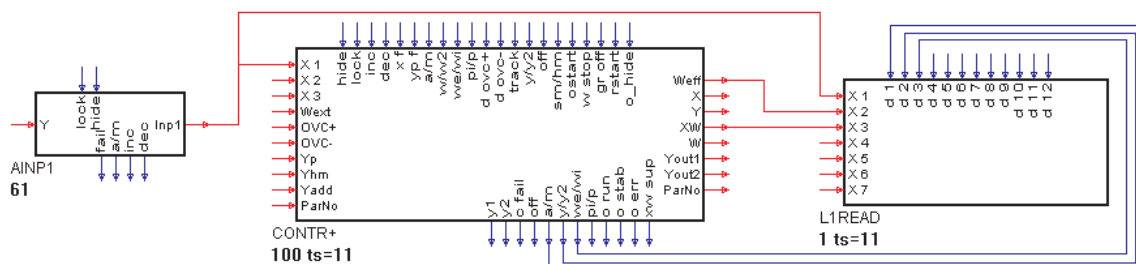 lock
hide
Y
Inp1
fail
a/m
inc
dec
AINP1
61
hide
lock
inc
dec
x f
yp f
a/m
w/w2
we/wi
pi/p
d ovc+
d ovc-
track
y/y2
off
sm/hm
ostart
w stop
gr off
rstart
o_hide
X 1
X 2
X 3
Wext
OVC+
OVC-
Yp
Yhm
Yadd
ParNo
Weff
X
Y
XW
W
Yout1
Yout2
ParNo
y1
y2
c fail
off
a/m
y/y2
we/wi
pi/p
o run
o stab
o err
xw sup
CONTR+
100 ts=11
d 1
d 2
d 3
d 4
d 5
d 6
d 7
d 8
d 9
d 10
d 11
d 12
X 1
X 2
X 3
X 4
X 5
X 6
X 7
L1READ
1 ts=11